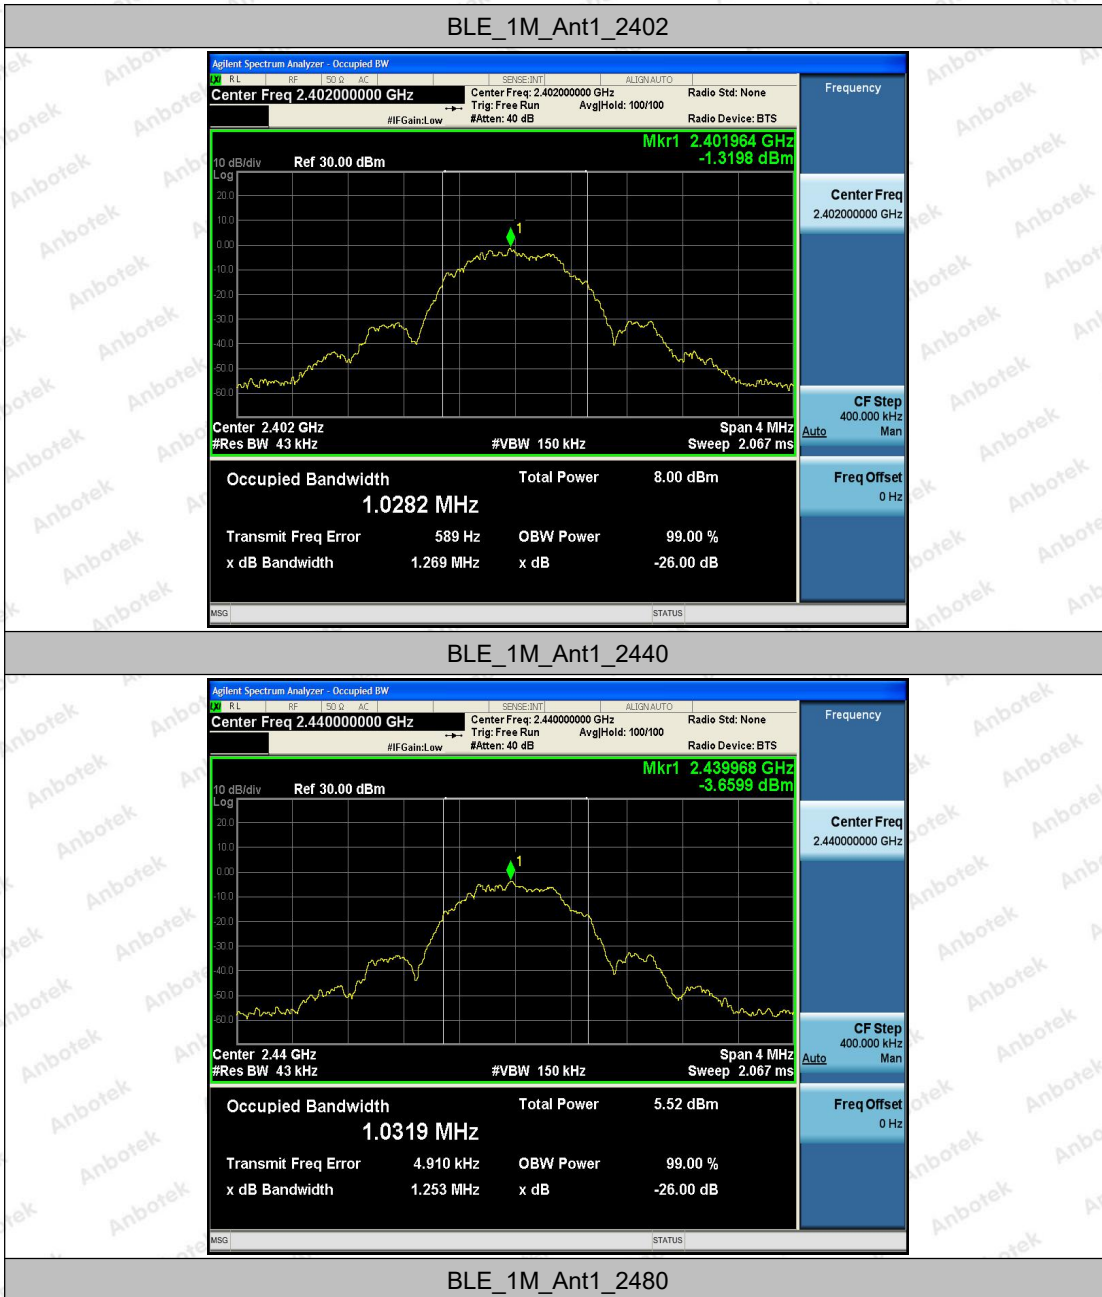 BLE_1M_Ant1_2402
Agilent Spectrum Analyzer - Occupied BW
LXI RL RF 50 Ω AC SENSE:INT ALIGN AUTO
Center Freq 2.402000000 GHz
Center Freq: 2.402000000 GHz Radio Std: None
Trig: Free Run Avg|Hold: 100/100
#IFGain:Low #Atten: 40 dB Radio Device: BTS
Mkr1 2.401964 GHz
-1.3198 dBm
10 dB/div Ref 30.00 dBm
Log
20.0
10.0
0.00
-10.0
-20.0
-30.0
-40.0
-50.0
-60.0
1
Center 2.402 GHz Span 4 MHz
#Res BW 43 kHz #VBW 150 kHz Sweep 2.067 ms
Occupied Bandwidth Total Power 8.00 dBm
1.0282 MHz
Transmit Freq Error 589 Hz OBW Power 99.00 %
x dB Bandwidth 1.269 MHz x dB -26.00 dB
MSG STATUS
Frequency
Center Freq
2.402000000 GHz
CF Step
400.000 kHz
Auto Man
Freq Offset
0 Hz
BLE_1M_Ant1_2440
Agilent Spectrum Analyzer - Occupied BW
LXI RL RF 50 Ω AC SENSE:INT ALIGN AUTO
Center Freq 2.440000000 GHz
Center Freq: 2.440000000 GHz Radio Std: None
Trig: Free Run Avg|Hold: 100/100
#IFGain:Low #Atten: 40 dB Radio Device: BTS
Mkr1 2.439968 GHz
-3.6599 dBm
10 dB/div Ref 30.00 dBm
Log
20.0
10.0
0.00
-10.0
-20.0
-30.0
-40.0
-50.0
-60.0
1
Center 2.44 GHz Span 4 MHz
#Res BW 43 kHz #VBW 150 kHz Sweep 2.067 ms
Occupied Bandwidth Total Power 5.52 dBm
1.0319 MHz
Transmit Freq Error 4.910 kHz OBW Power 99.00 %
x dB Bandwidth 1.253 MHz x dB -26.00 dB
MSG STATUS
Frequency
Center Freq
2.440000000 GHz
CF Step
400.000 kHz
Auto Man
Freq Offset
0 Hz
BLE_1M_Ant1_2480